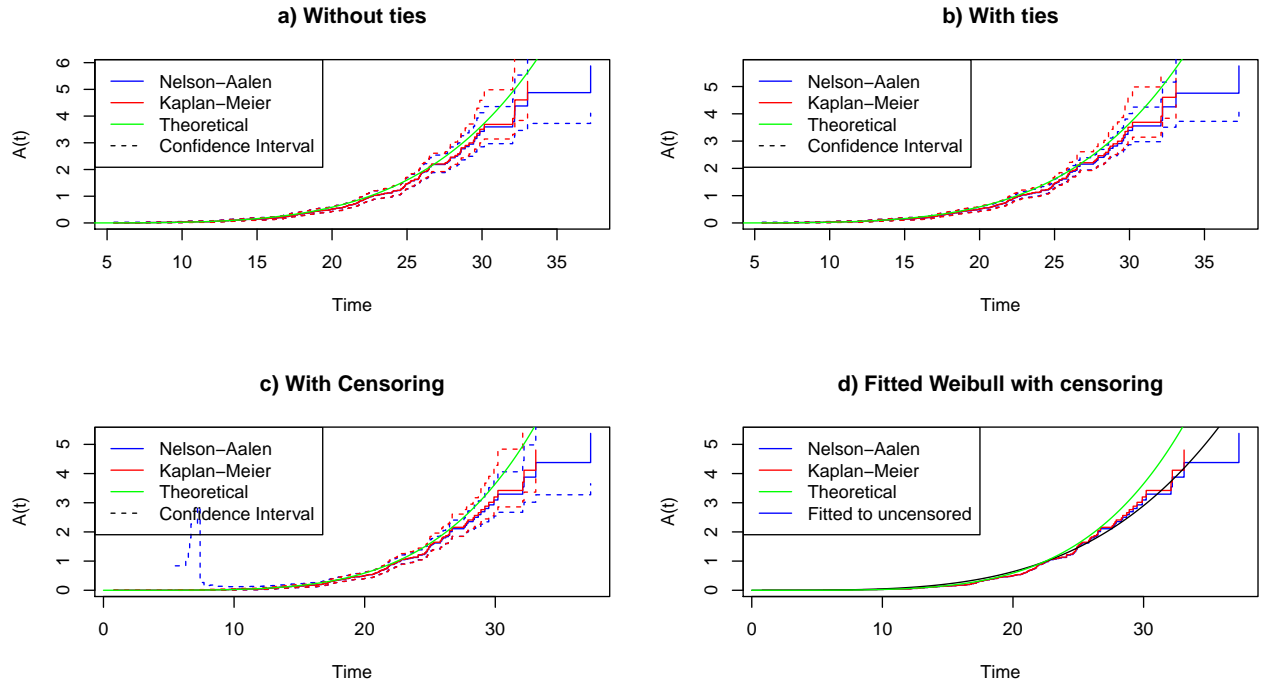 a) Without ties
A(t)
0 1 2 3 4 5 6
Nelson−Aalen
Kaplan−Meier
Theoretical
Confidence Interval
5 10 15 20 25 30 35
Time
b) With ties
A(t)
0 1 2 3 4 5
Nelson−Aalen
Kaplan−Meier
Theoretical
Confidence Interval
5 10 15 20 25 30 35
Time
c) With Censoring
A(t)
0 1 2 3 4 5
Nelson−Aalen
Kaplan−Meier
Theoretical
Confidence Interval
0 10 20 30
Time
d) Fitted Weibull with censoring
A(t)
0 1 2 3 4 5
Nelson−Aalen
Kaplan−Meier
Theoretical
Fitted to uncensored
0 10 20 30
Time